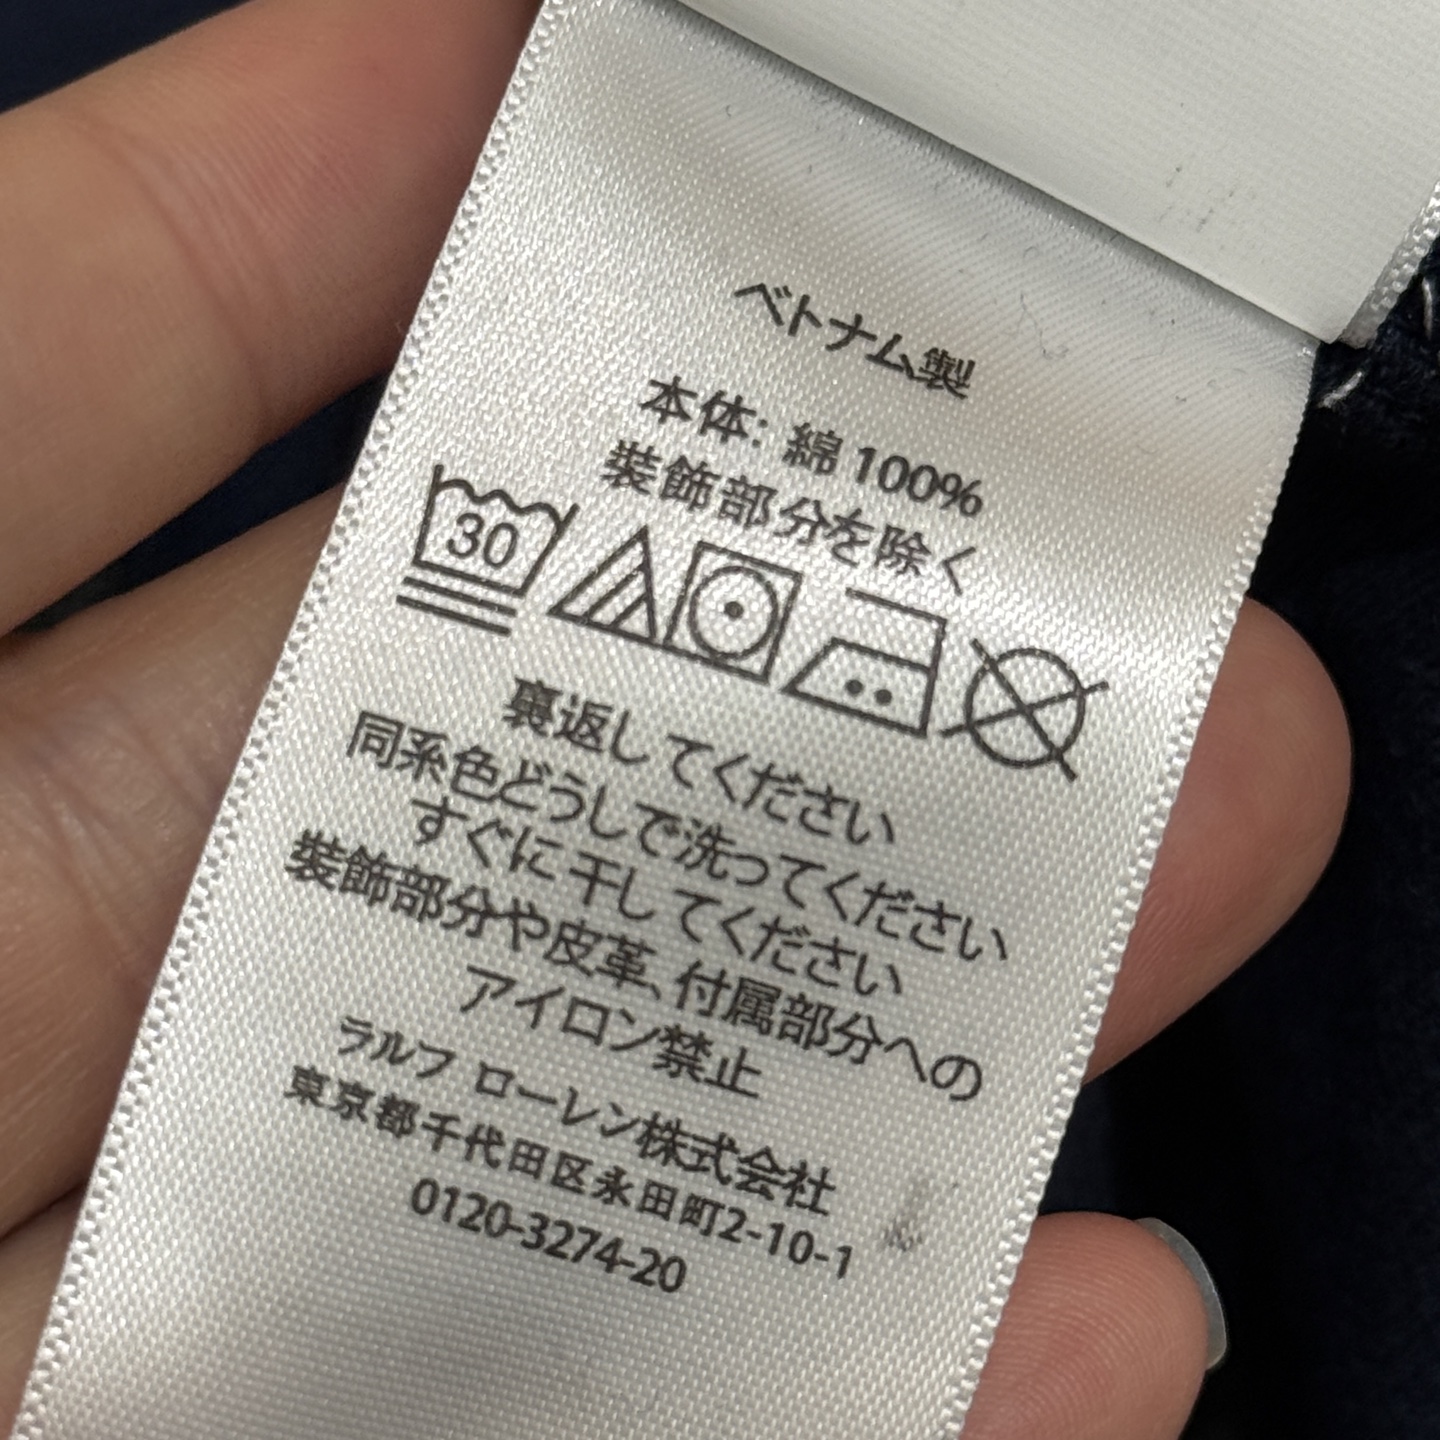 ベトナム製
本体: 綿 100%
装飾部分を除く
30
裏返してください
同系色どうしで洗ってください
すぐに干してください
装飾部分や皮革、付属部分への
アイロン禁止
ラルフ ローレン株式会社
東京都千代田区永田町2-10-1
0120-3274-20